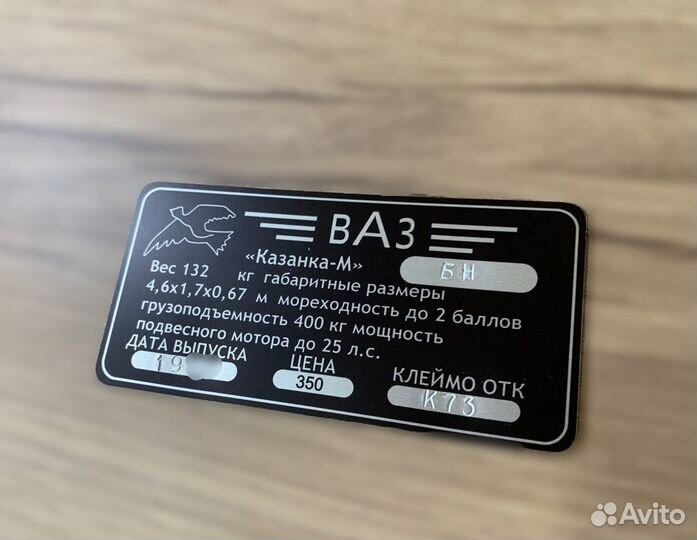 ВАЗ
«Казанка-М» БН
Вес 132 кг габаритные размеры
4,6х1,7х0,67 м мореходность до 2 баллов
грузоподъемность 400 кг мощность
подвесного мотора до 25 л.с.
ДАТА ВЫПУСКА ЦЕНА КЛЕЙМО ОТК
19 350 К73
Avito